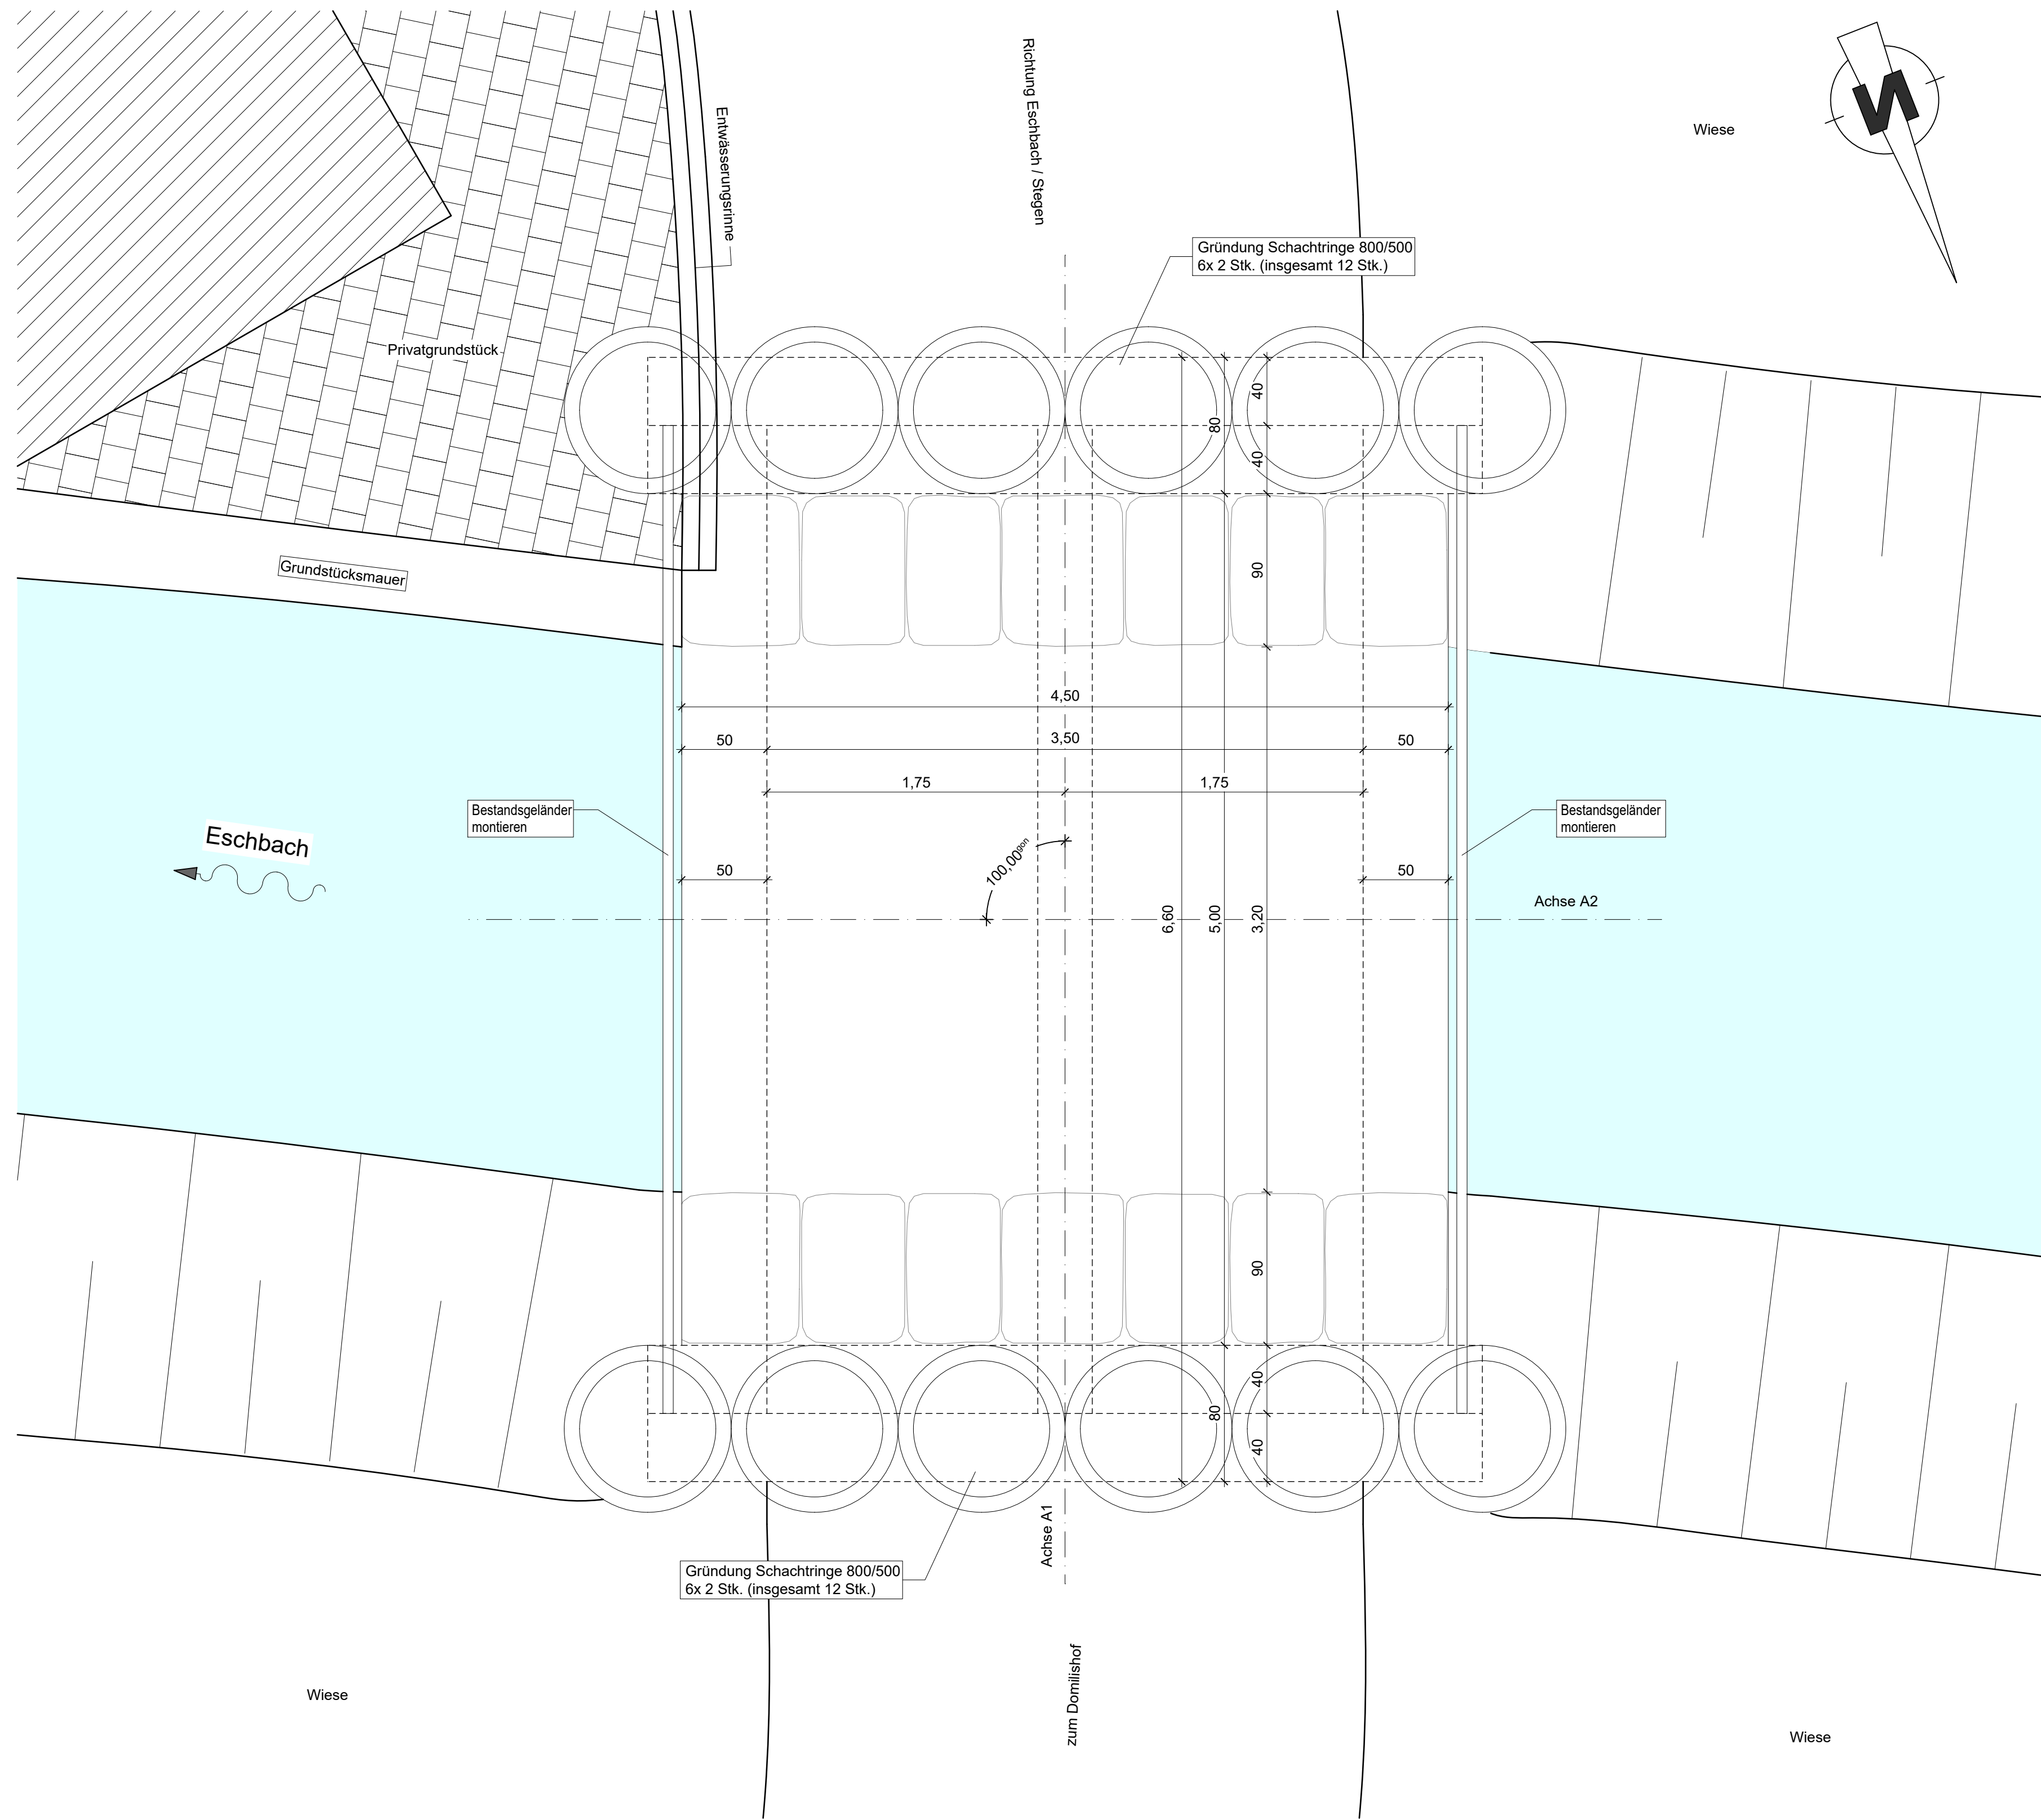 Richtung Eschbach / Stegen
Entwässerungsrinne
Wiese
N
Gründung Schachtringe 800/500
6x 2 Stk. (insgesamt 12 Stk.)
Privatgrundstück
40
80
40
Grundstücksmauer
90
4,50
50
3,50
50
1,75
1,75
Bestandsgeländer
montieren
Bestandsgeländer
montieren
Eschbach
100,00gon
50
50
Achse A2
6,60
5,00
3,20
90
40
80
40
Achse A1
Gründung Schachtringe 800/500
6x 2 Stk. (insgesamt 12 Stk.)
zum Domilishof
Wiese
Wiese